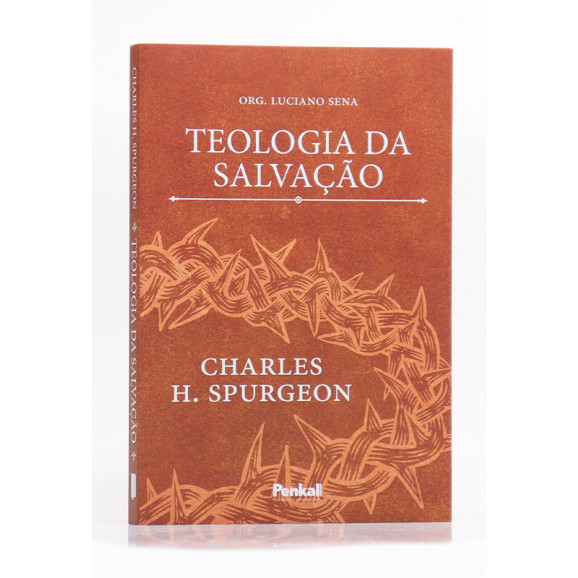 ORG. LUCIANO SENA
TEOLOGIA DA
SALVAÇÃO
CHARLES
H. SPURGEON
Penkal
CHARLES H. SPURGEON TEOLOGIA DA SALVAÇÃO